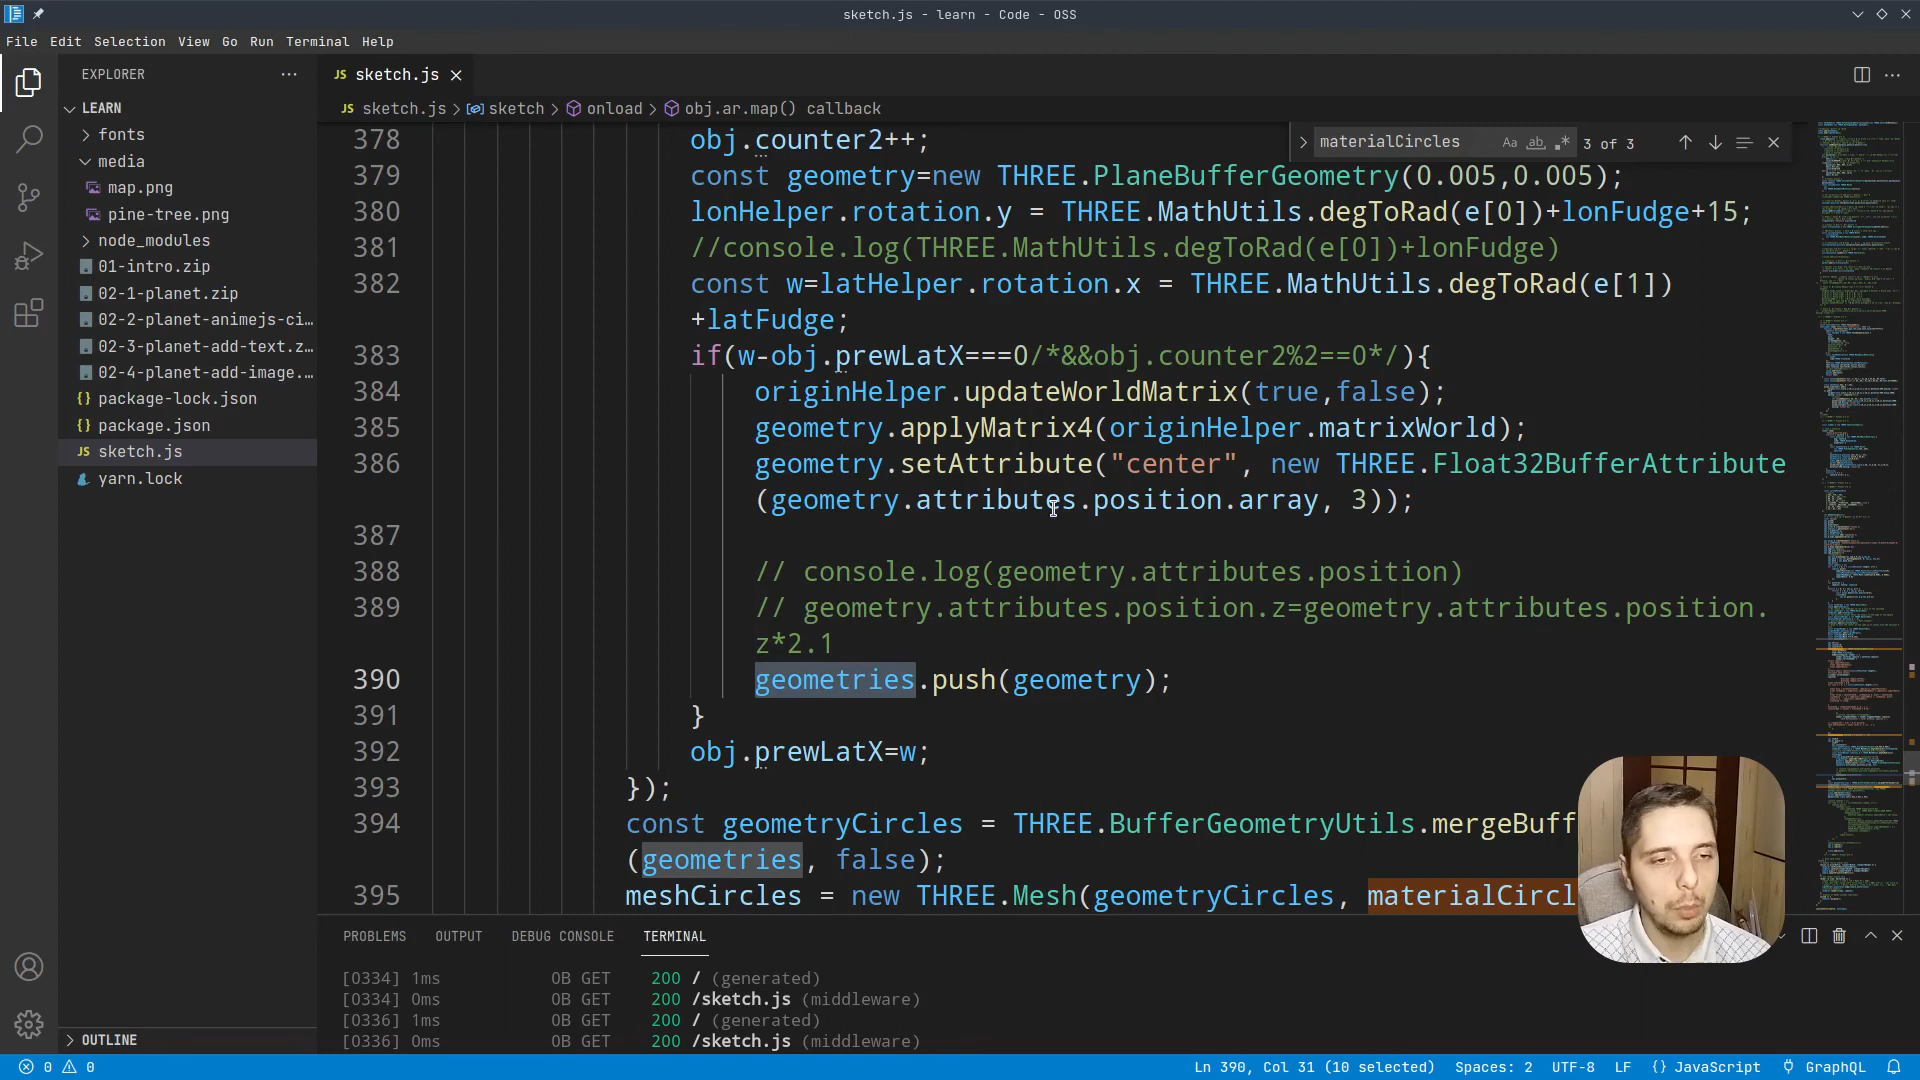 sketch.js - learn - Code - OSS
File Edit Selection View Go Run Terminal Help
EXPLORER
LEARN
fonts
media
map.png
pine-tree.png
node_modules
01-intro.zip
02-1-planet.zip
02-2-planet-animejs-ci...
02-3-planet-add-text.z...
02-4-planet-add-image....
{} package-lock.json
{} package.json
JS sketch.js
yarn.lock
OUTLINE
JS sketch.js
JS sketch.js > sketch > onload > obj.ar.map() callback
materialCircles Aa ab .* 3 of 3
378 obj.counter2++;
379 const geometry=new THREE.PlaneBufferGeometry(0.005,0.005);
380 lonHelper.rotation.y = THREE.MathUtils.degToRad(e[0])+lonFudge+15;
381 //console.log(THREE.MathUtils.degToRad(e[0])+lonFudge)
382 const w=latHelper.rotation.x = THREE.MathUtils.degToRad(e[1])
+latFudge;
383 if(w-obj.prewLatX===0/*&&obj.counter2%2==0*/){
384 originHelper.updateWorldMatrix(true,false);
385 geometry.applyMatrix4(originHelper.matrixWorld);
386 geometry.setAttribute("center", new THREE.Float32BufferAttribute
(geometry.attributes.position.array, 3));
387
388 // console.log(geometry.attributes.position)
389 // geometry.attributes.position.z=geometry.attributes.position.
z*2.1
390 geometries.push(geometry);
391 }
392 obj.prewLatX=w;
393 });
394 const geometryCircles = THREE.BufferGeometryUtils.mergeBuff
(geometries, false);
395 meshCircles = new THREE.Mesh(geometryCircles, materialCircl
PROBLEMS OUTPUT DEBUG CONSOLE TERMINAL
[0334] 1ms 0B GET 200 / (generated)
[0334] 0ms 0B GET 200 /sketch.js (middleware)
[0336] 1ms 0B GET 200 / (generated)
[0336] 0ms 0B GET 200 /sketch.js (middleware)
0 0 Ln 390, Col 31 (10 selected) Spaces: 2 UTF-8 LF {} JavaScript GraphQL